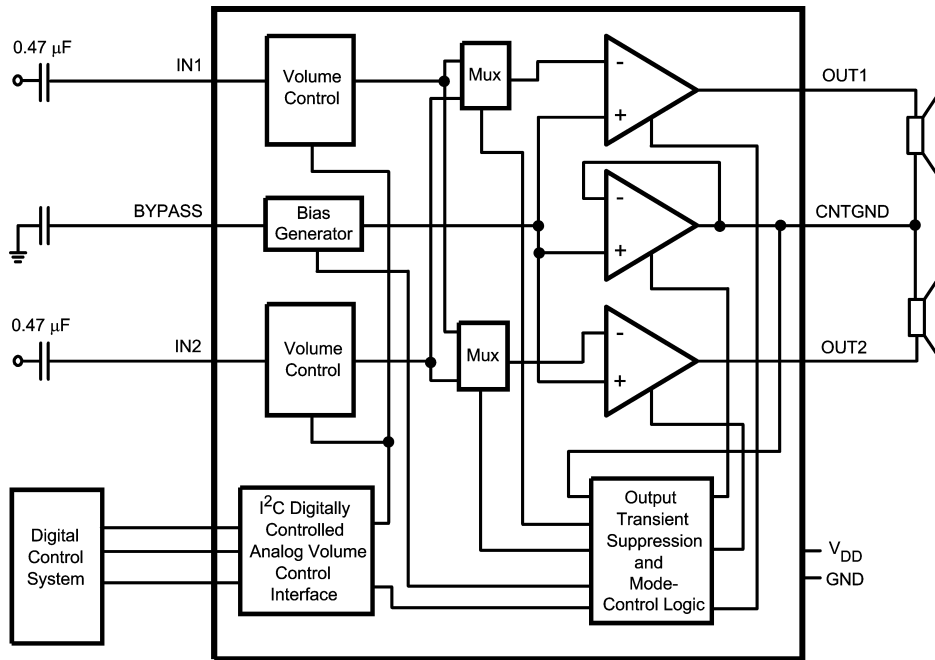 0.47 µF
IN1
Volume
Control
Mux
-
+
OUT1
BYPASS
Bias
Generator
-
+
CNTGND
0.47 µF
IN2
Volume
Control
Mux
-
+
OUT2
Digital
Control
System
I²C Digitally
Controlled
Analog Volume
Control
Interface
Output
Transient
Suppression
and
Mode-
Control Logic
VDD
GND